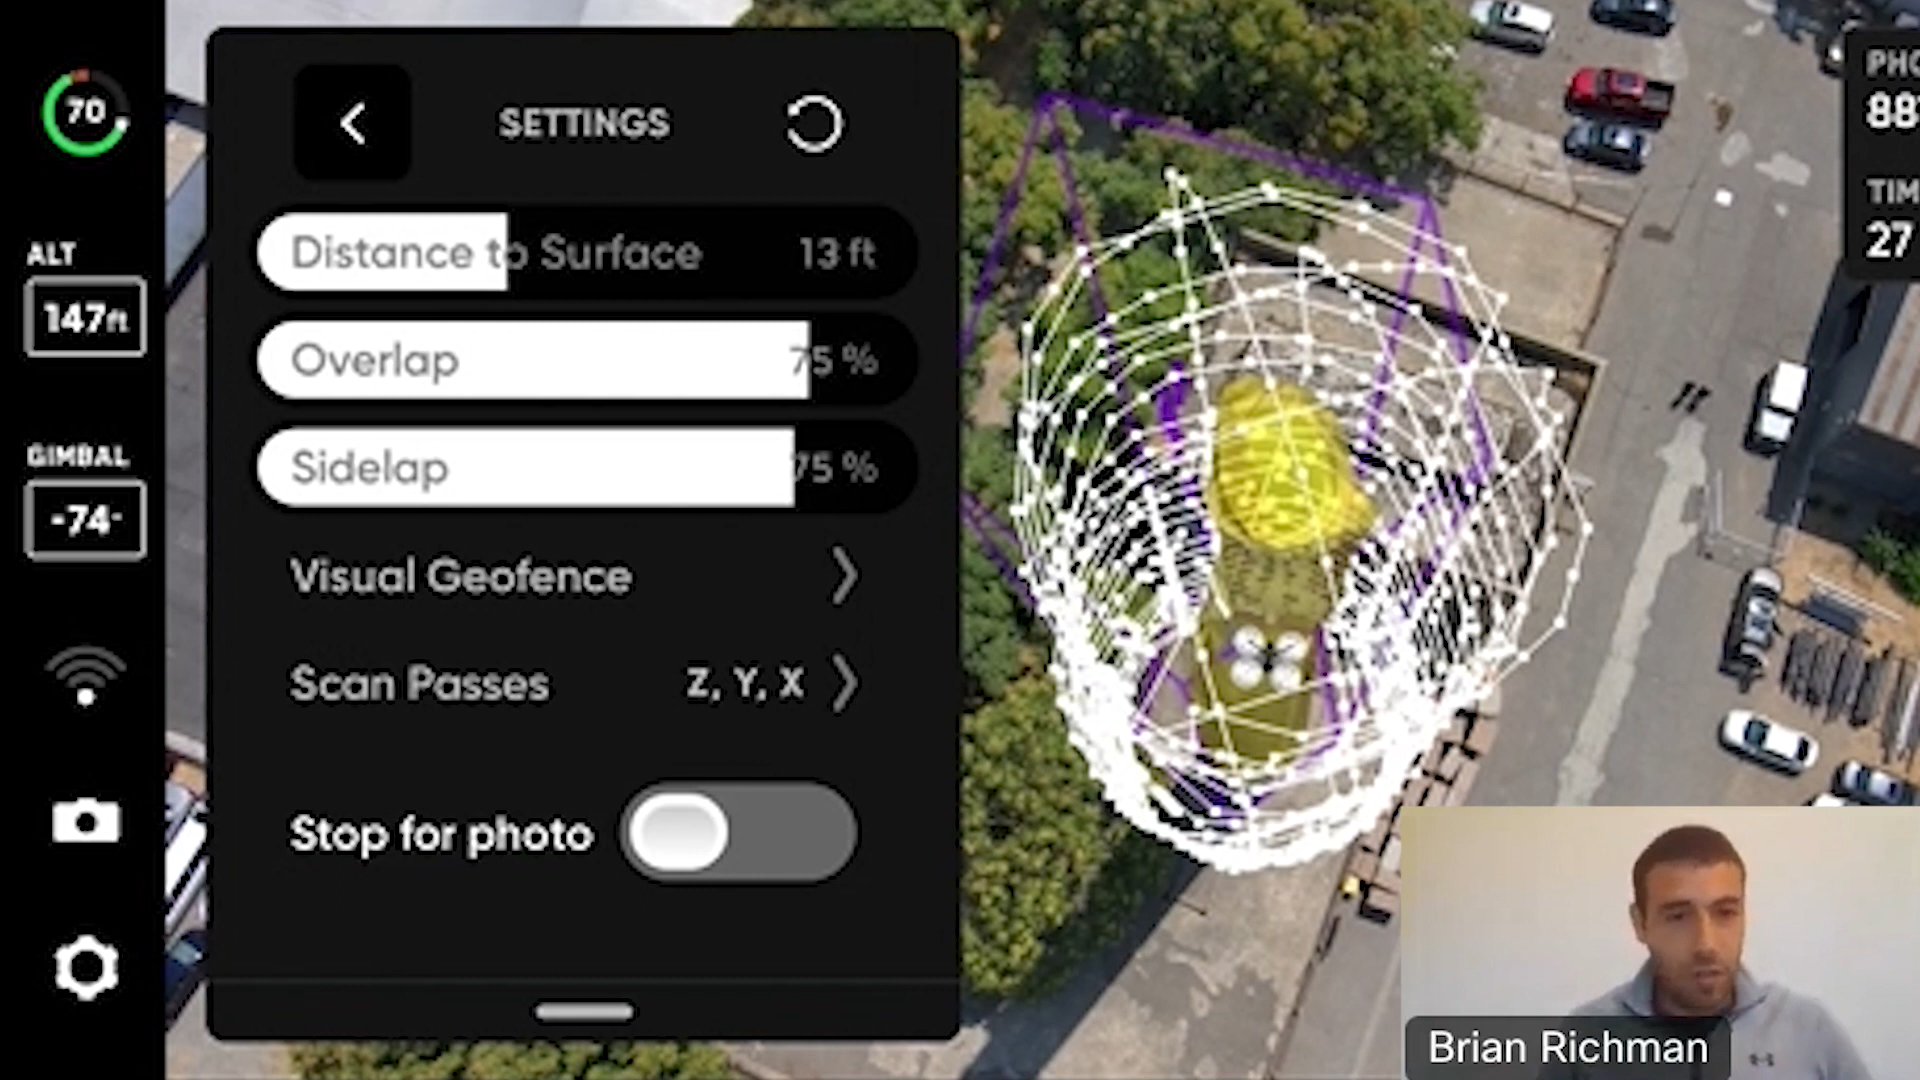 70
ALT
147ft
GIMBAL
-74°
SETTINGS
Distance to Surface 13 ft
Overlap 75 %
Sidelap 75 %
Visual Geofence
Scan Passes Z, Y, X
Stop for photo
27
Brian Richman